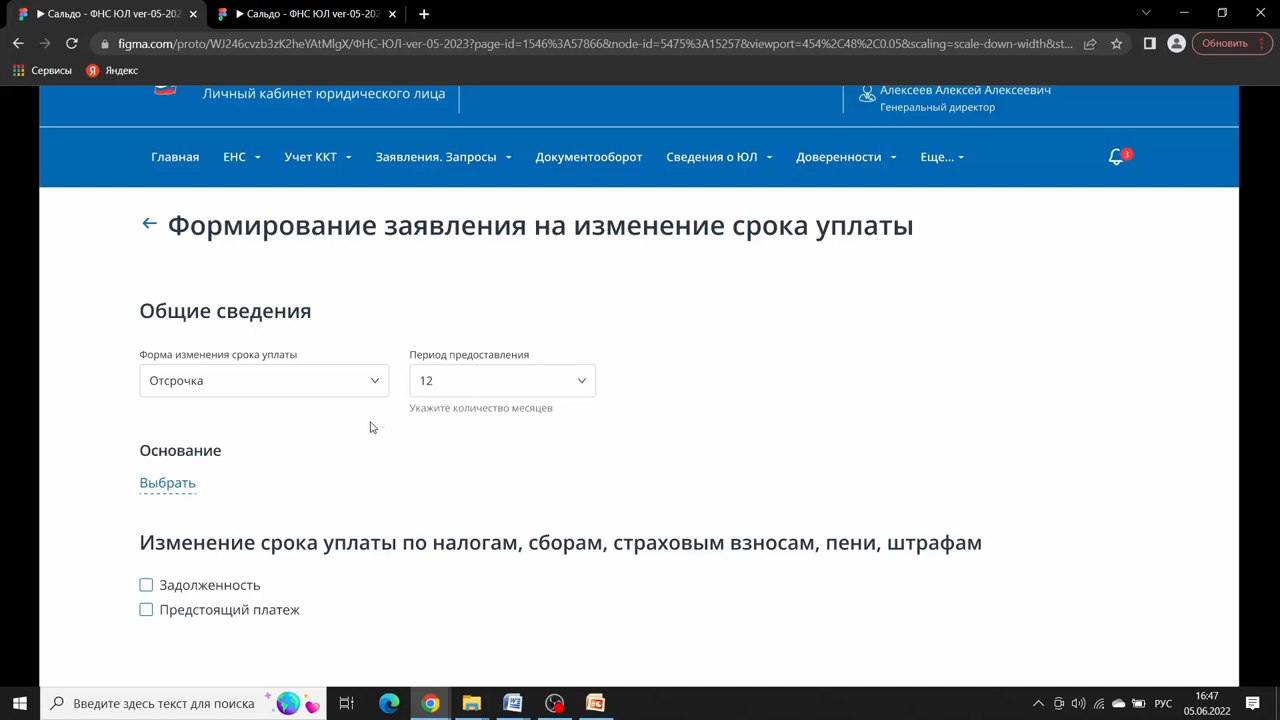 ▶ Сальдо - ФНС ЮЛ ver-05-202
▶ Сальдо - ФНС ЮЛ ver-05-202
figma.com/proto/WJ246cvzb3zK2heYAtMlgX/ФНС-ЮЛ-ver-05-2023?page-id=1546%3A57866&node-id=5475%3A15257&viewport=454%2C48%2C0.05&scaling=scale-down-width&st...
Обновить
Сервисы
Я Яндекс
Личный кабинет юридического лица
Алексеев Алексей Алексеевич
Генеральный директор
Главная ЕНС Учет ККТ Заявления. Запросы Документооборот Сведения о ЮЛ Доверенности Еще... 3
Формирование заявления на изменение срока уплаты
Общие сведения
Форма изменения срока уплаты Период предоставления
Отсрочка 12
Укажите количество месяцев
Основание
Выбрать
Изменение срока уплаты по налогам, сборам, страховым взносам, пени, штрафам
Задолженность
Предстоящий платеж
Введите здесь текст для поиска
РУС
16:47
05.06.2022